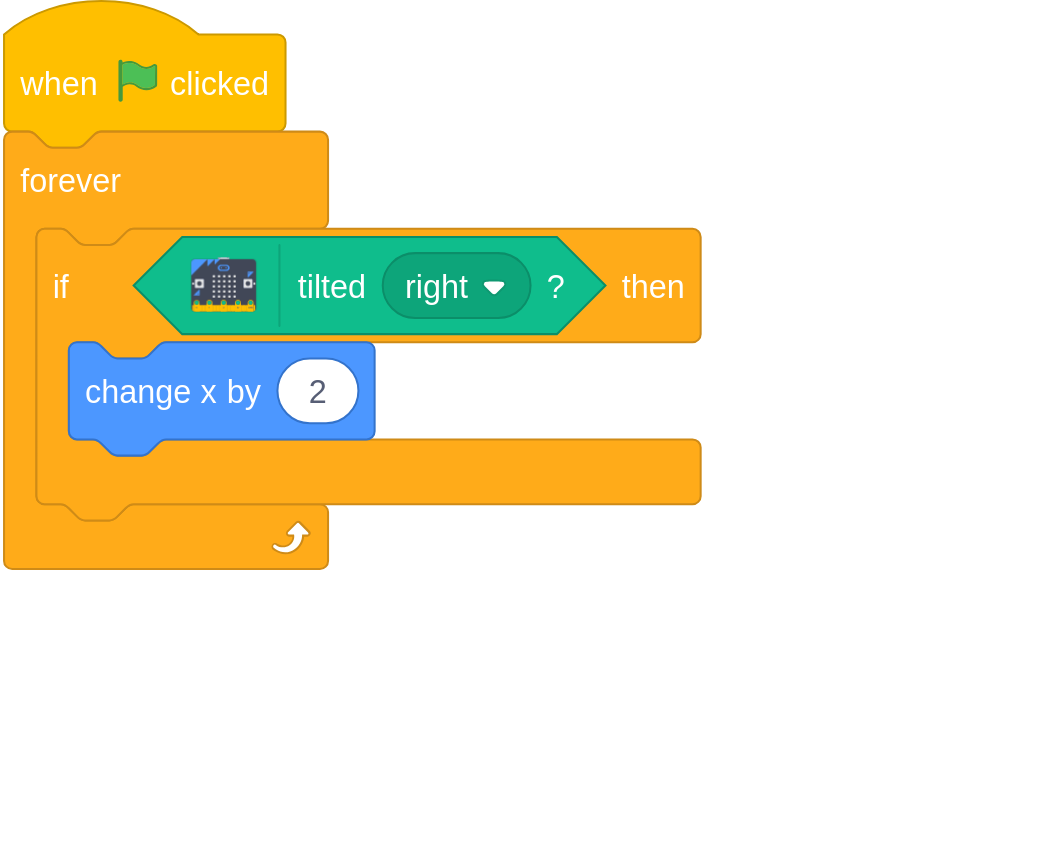 when clicked
forever
if tilted right ? then
change x by 2